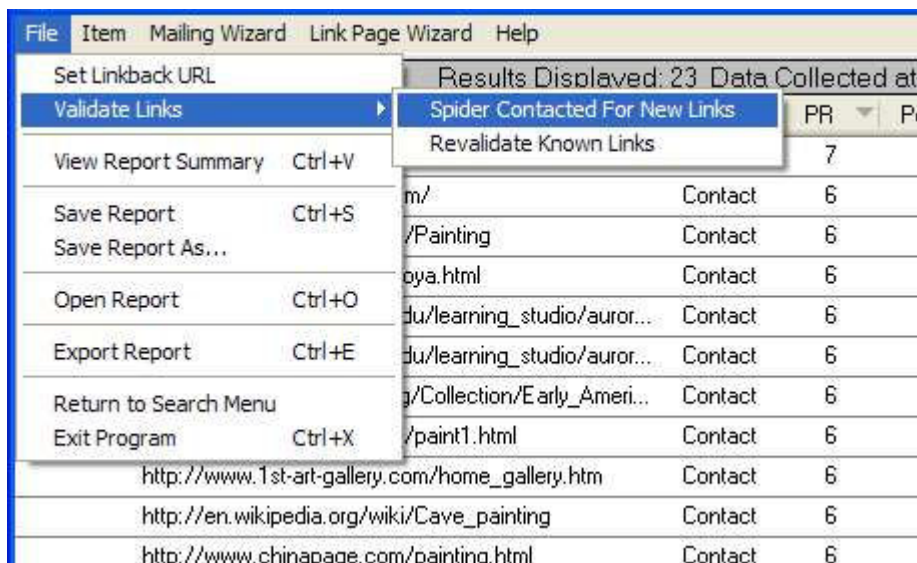 File Item Mailing Wizard Link Page Wizard Help
Set Linkback URL
Results Displayed: 23 Data Collected at
Validate Links
Spider Contacted For New Links
PR
Revalidate Known Links
7
View Report Summary Ctrl+V
m/ Contact 6
Save Report Ctrl+S
/Painting Contact 6
Save Report As...
oya.html Contact 6
Open Report Ctrl+O
du/learning_studio/auror... Contact 6
Export Report Ctrl+E
du/learning_studio/auror... Contact 6
g/Collection/Early_Ameri... Contact 6
Return to Search Menu
Exit Program Ctrl+X
/paint1.html Contact 6
http://www.1st-art-gallery.com/home_gallery.htm Contact 6
http://en.wikipedia.org/wiki/Cave_painting Contact 6
http://www.chinapage.com/painting.html Contact 6